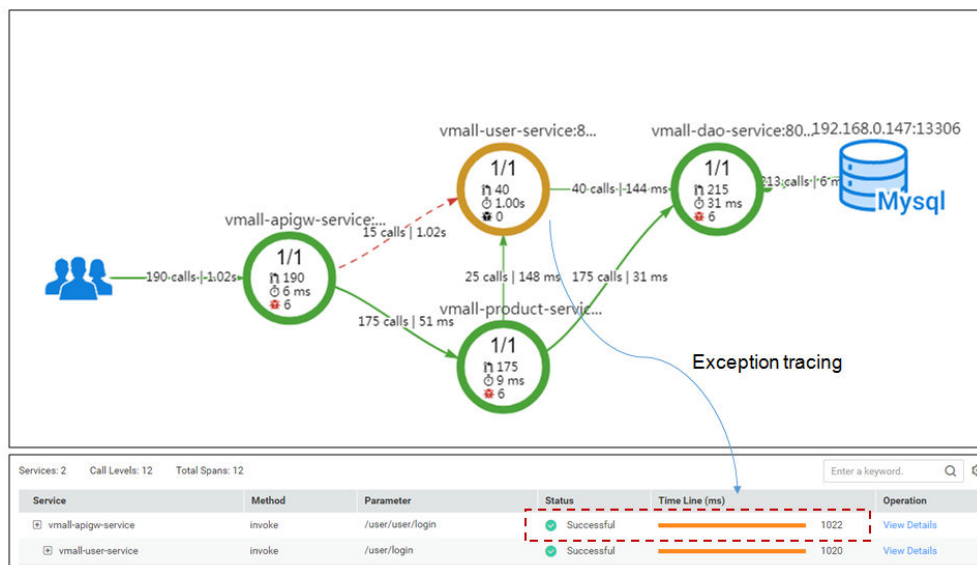 vmall-user-service:8...
vmall-dao-service:80...
192.168.0.147:13306
1/1
40
1.00s
0
40 calls | 144 ms
1/1
215
31 ms
6
213 calls | 6 m
Mysql
vmall-apigw-service:...
15 calls | 1.02s
1/1
190
6 ms
6
190 calls | 1.02s
25 calls | 148 ms
175 calls | 31 ms
175 calls | 51 ms
vmall-product-servic...
1/1
175
9 ms
6
Exception tracing
Services: 2 Call Levels: 12 Total Spans: 12 Enter a keyword.
Service Method Parameter Status Time Line (ms) Operation
vmall-apigw-service invoke /user/user/login Successful 1022 View Details
vmall-user-service invoke /user/login Successful 1020 View Details